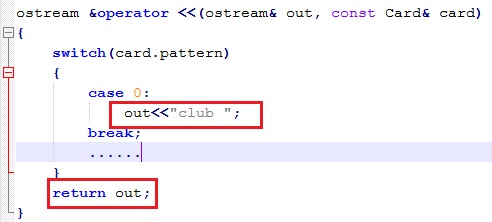 ostream &operator <<(ostream& out, const Card& card)
{
switch(card.pattern)
{
case 0:
out<<"club ";
break;
......
}
return out;
}